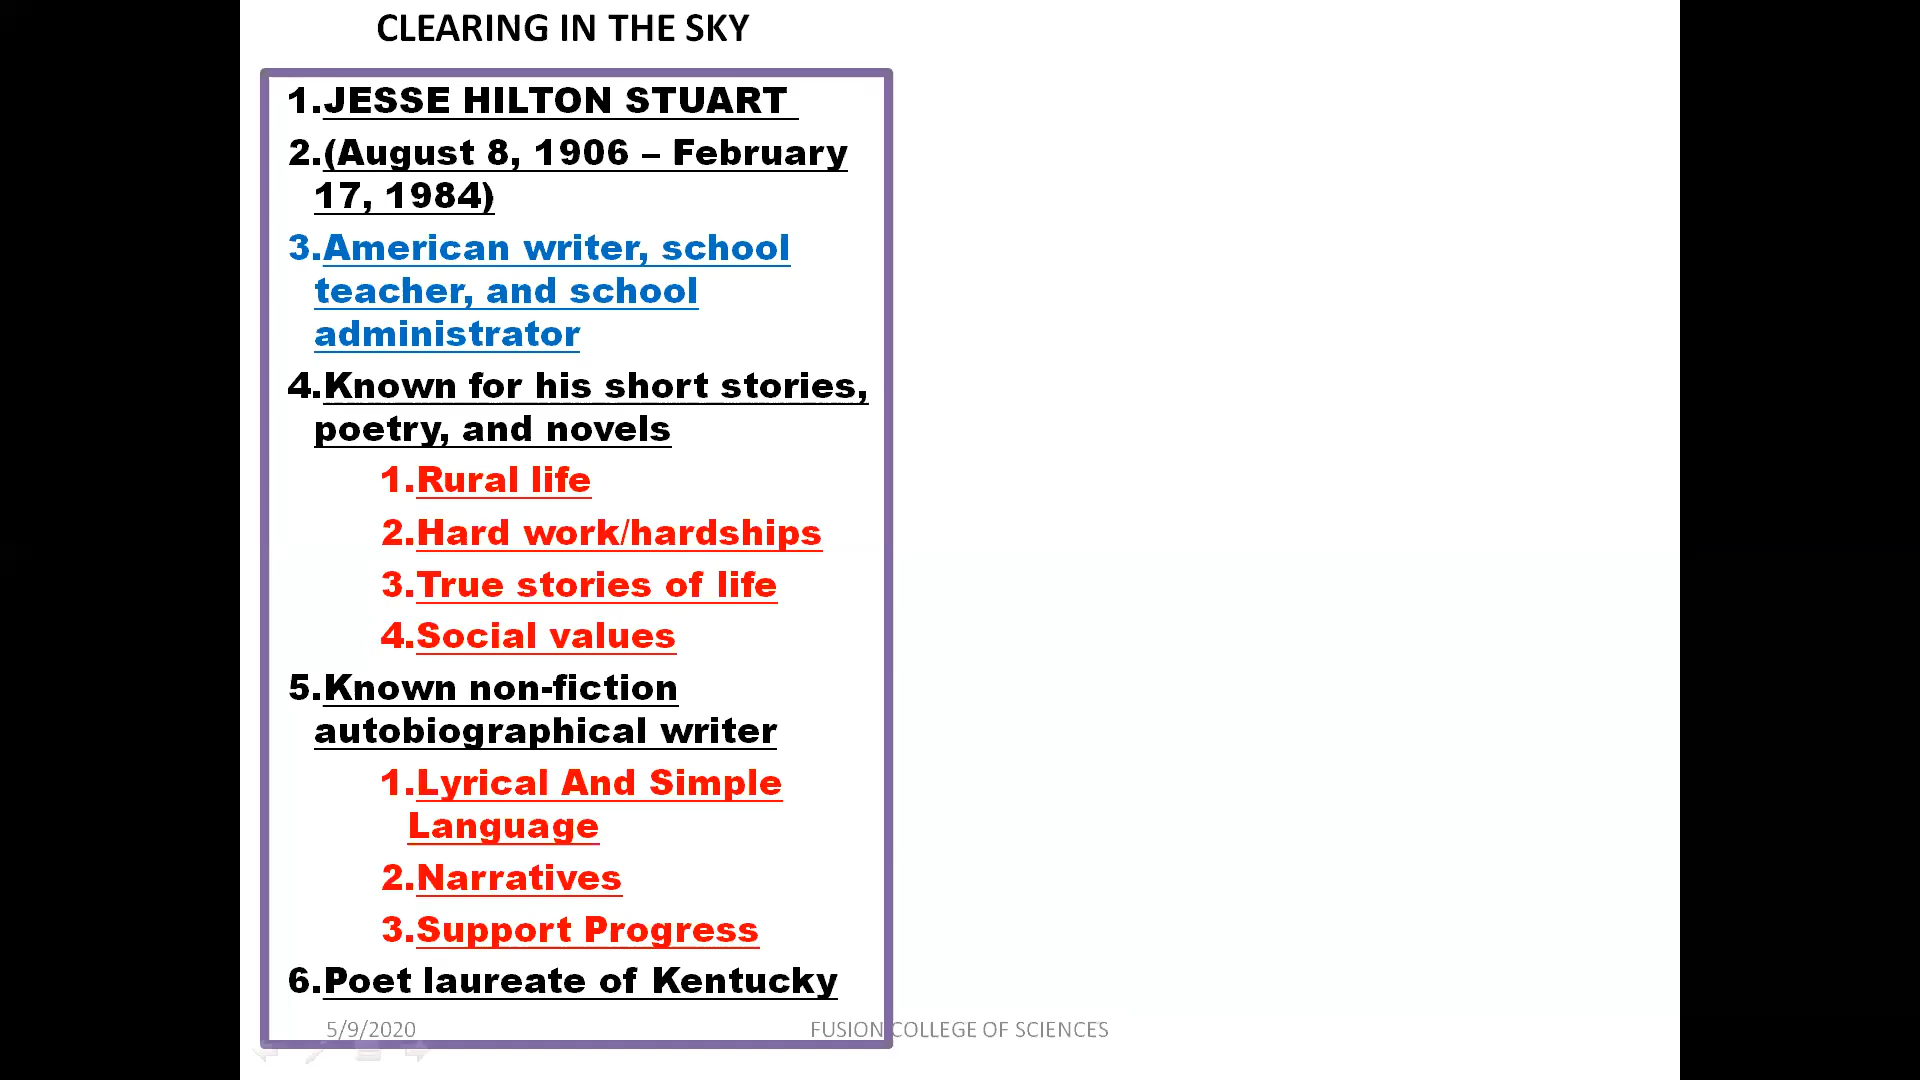 CLEARING IN THE SKY
1.JESSE HILTON STUART
2.(August 8, 1906 – February
17, 1984)
3.American writer, school
teacher, and school
administrator
4.Known for his short stories,
poetry, and novels
1.Rural life
2.Hard work/hardships
3.True stories of life
4.Social values
5.Known non-fiction
autobiographical writer
1.Lyrical And Simple
Language
2.Narratives
3.Support Progress
6.Poet laureate of Kentucky
5/9/2020 FUSION COLLEGE OF SCIENCES